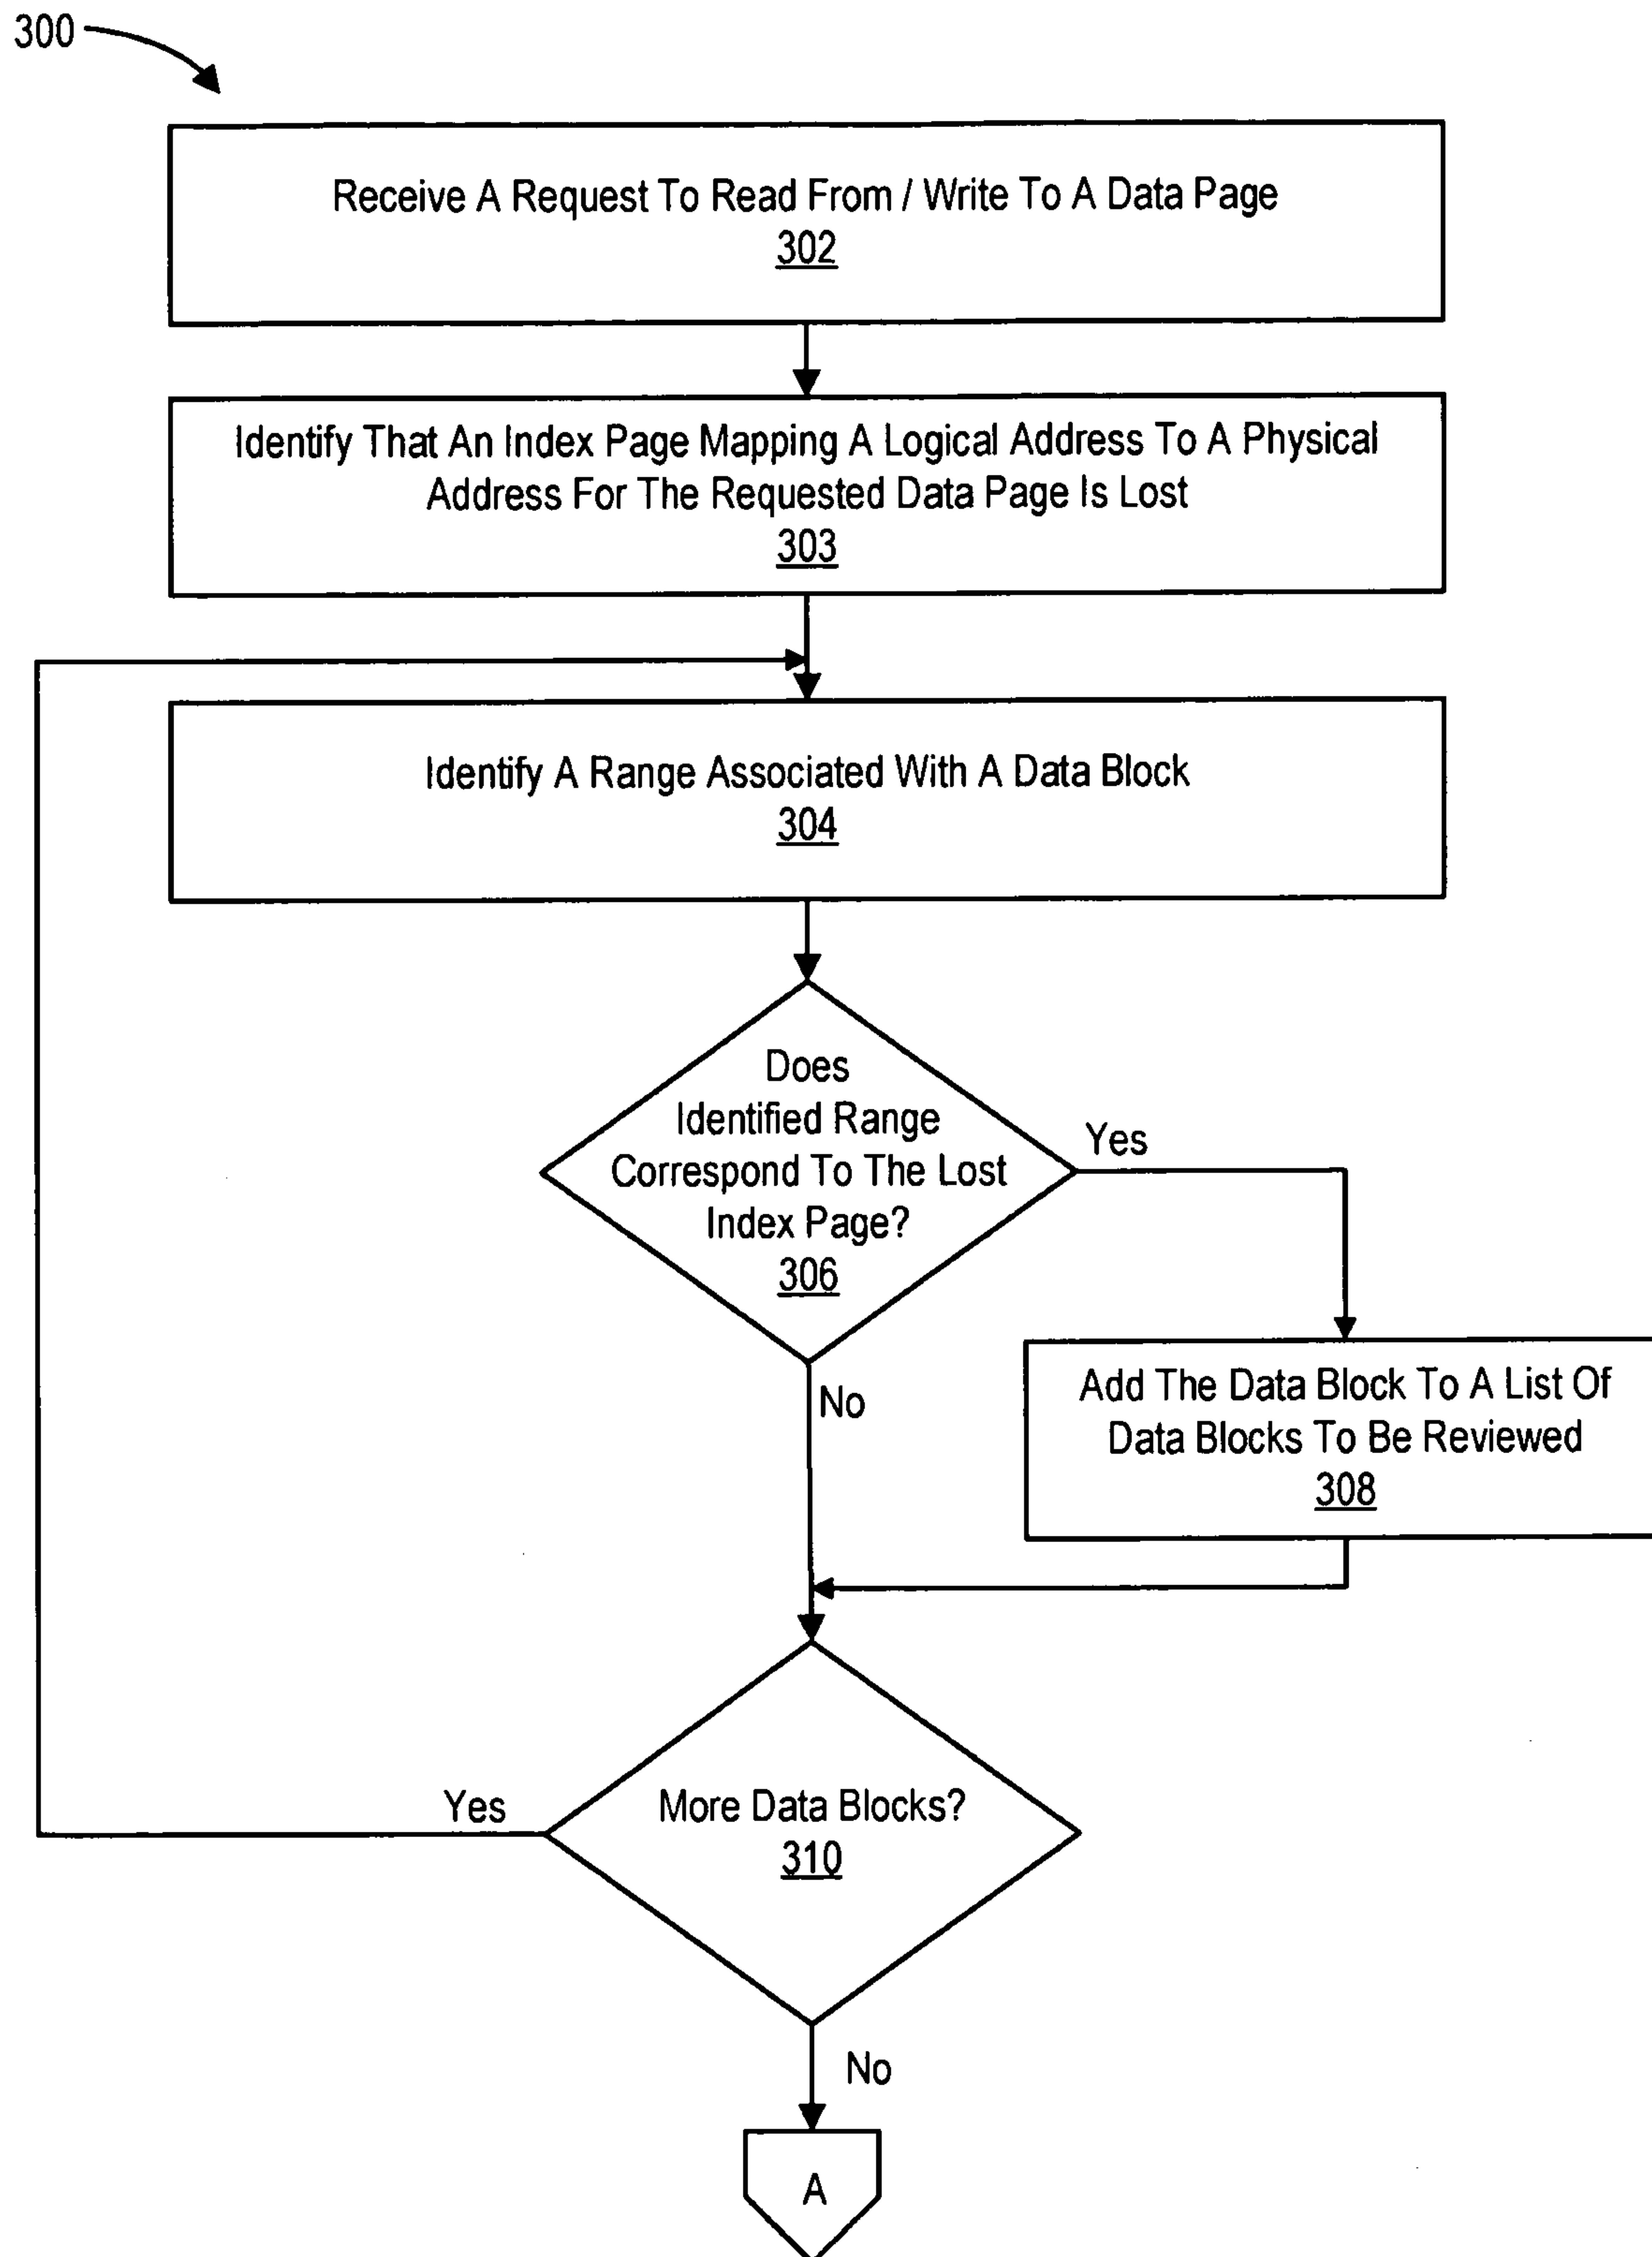 300
Receive A Request To Read From / Write To A Data Page
302
Identify That An Index Page Mapping A Logical Address To A Physical
Address For The Requested Data Page Is Lost
303
Identify A Range Associated With A Data Block
304
Does
Identified Range
Correspond To The Lost
Index Page?
306
Yes
No
Add The Data Block To A List Of
Data Blocks To Be Reviewed
308
Yes
More Data Blocks?
310
No
A